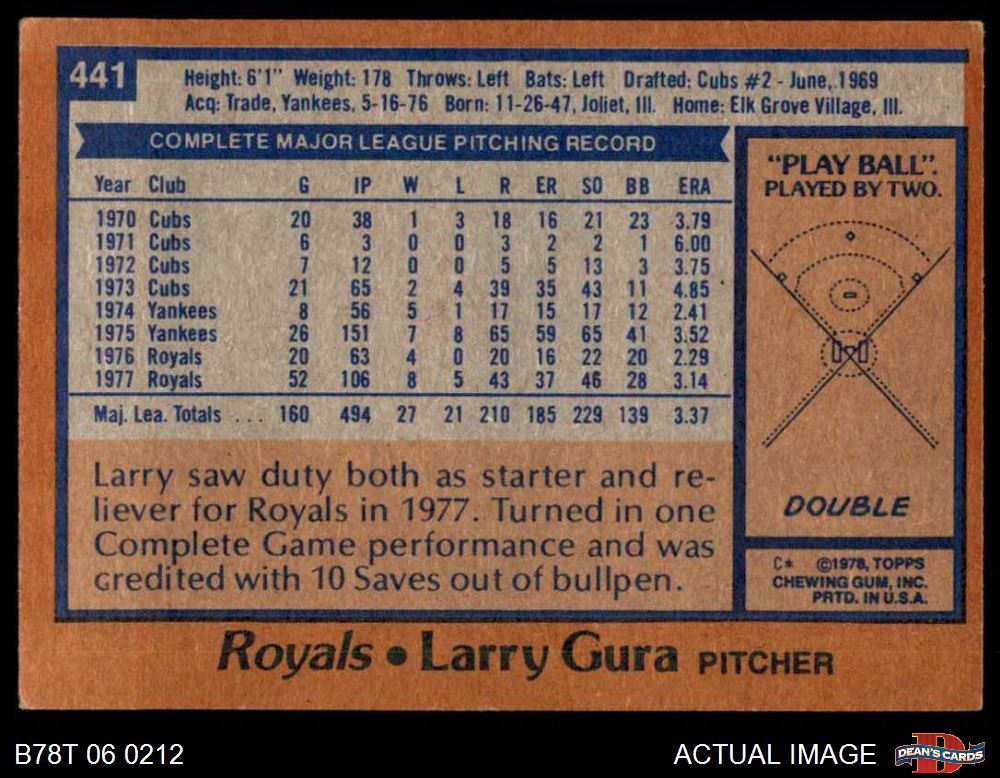 441
Height: 6'1" Weight: 178 Throws: Left Bats: Left Drafted: Cubs #2 - June, 1969
Acq: Trade, Yankees, 5-16-76 Born: 11-26-47, Joliet, Ill. Home: Elk Grove Village, Ill.
COMPLETE MAJOR LEAGUE PITCHING RECORD
Year Club G IP W L R ER SO BB ERA
1970 Cubs 20 38 1 3 18 16 21 23 3.79
1971 Cubs 6 3 0 0 3 2 2 1 6.00
1972 Cubs 7 12 0 0 5 5 13 3 3.75
1973 Cubs 21 65 2 4 39 35 43 11 4.85
1974 Yankees 8 56 5 1 17 15 17 12 2.41
1975 Yankees 26 151 7 8 65 59 65 41 3.52
1976 Royals 20 63 4 0 20 16 22 20 2.29
1977 Royals 52 106 8 5 43 37 46 28 3.14
Maj. Lea. Totals ... 160 494 27 21 210 185 229 139 3.37
Larry saw duty both as starter and re-
liever for Royals in 1977. Turned in one
Complete Game performance and was
credited with 10 Saves out of bullpen.
"PLAY BALL".
PLAYED BY TWO.
DOUBLE
C* ©1978, TOPPS
CHEWING GUM, INC.
PRTD. IN U.S.A.
Royals • Larry Gura PITCHER
B78T 06 0212
ACTUAL IMAGE
DEAN'S CARDS